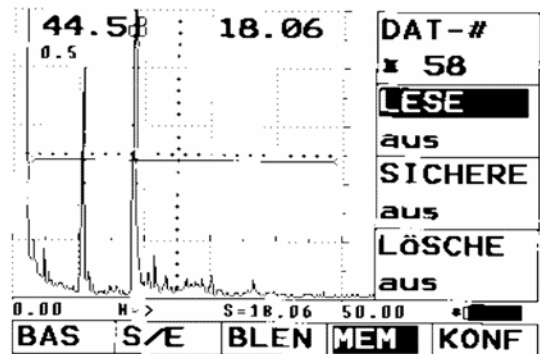 44.5 18.06
0.5
DAT-#
58
LESE
aus
SICHERE
aus
LÖSCHE
aus
0.00 S=18.06 50.00
BAS S/E BLEN MEM KONF